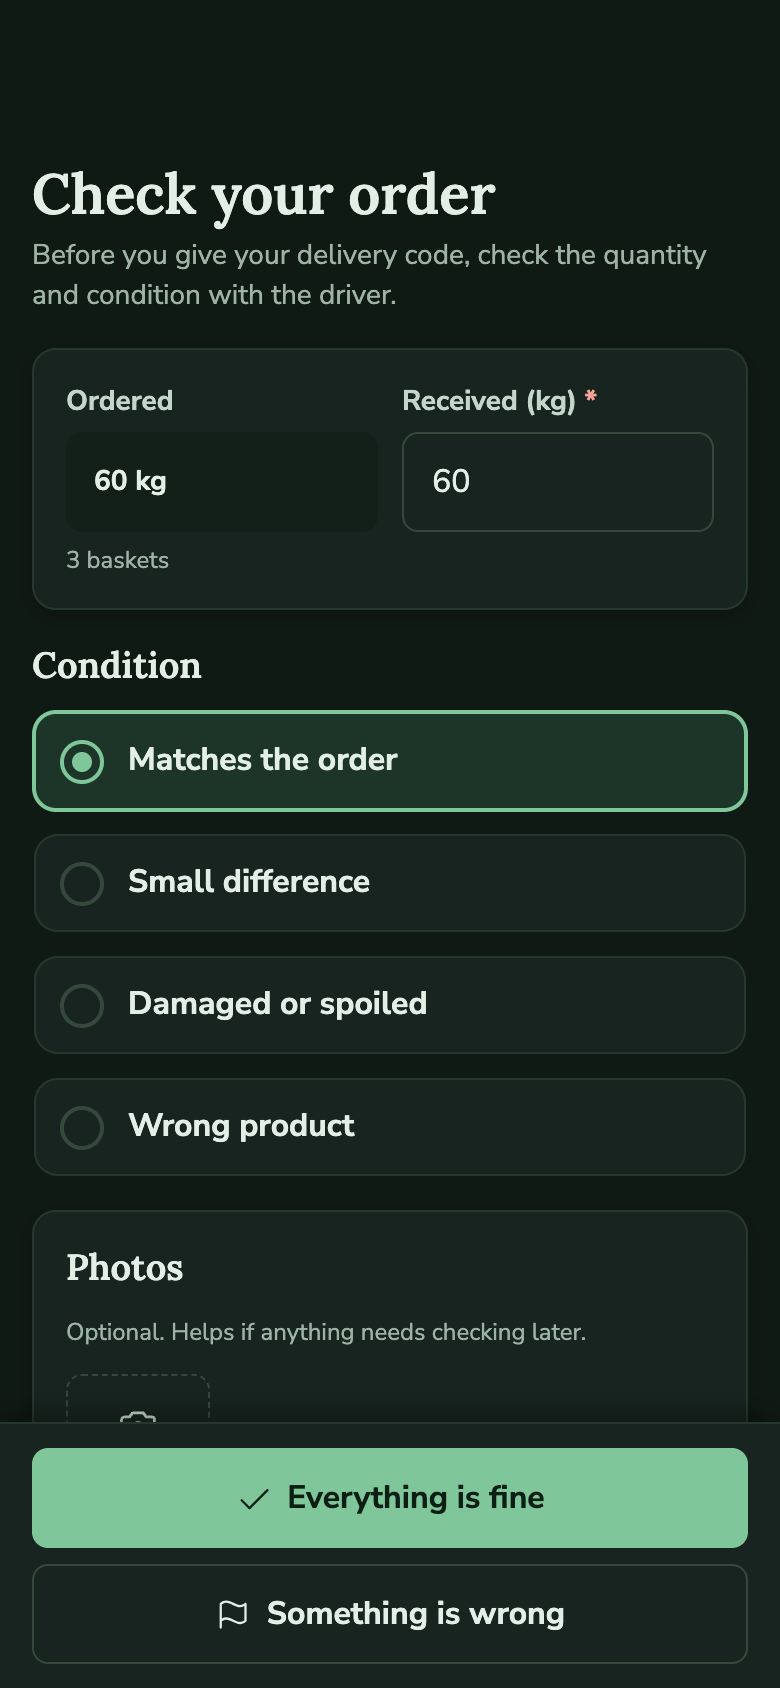 Check your order
Before you give your delivery code, check the quantity
and condition with the driver.
Ordered
Received (kg) *
60 kg
60
3 baskets
Condition
Matches the order
Small difference
Damaged or spoiled
Wrong product
Photos
Optional. Helps if anything needs checking later.
Everything is fine
Something is wrong